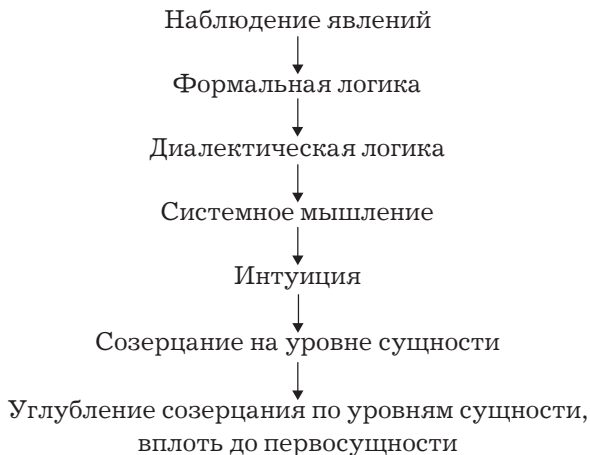 Наблюдение явлений
Формальная логика
Диалектическая логика
Системное мышление
Интуиция
Созерцание на уровне сущности
Углубление созерцания по уровням сущности,
вплоть до первосущности